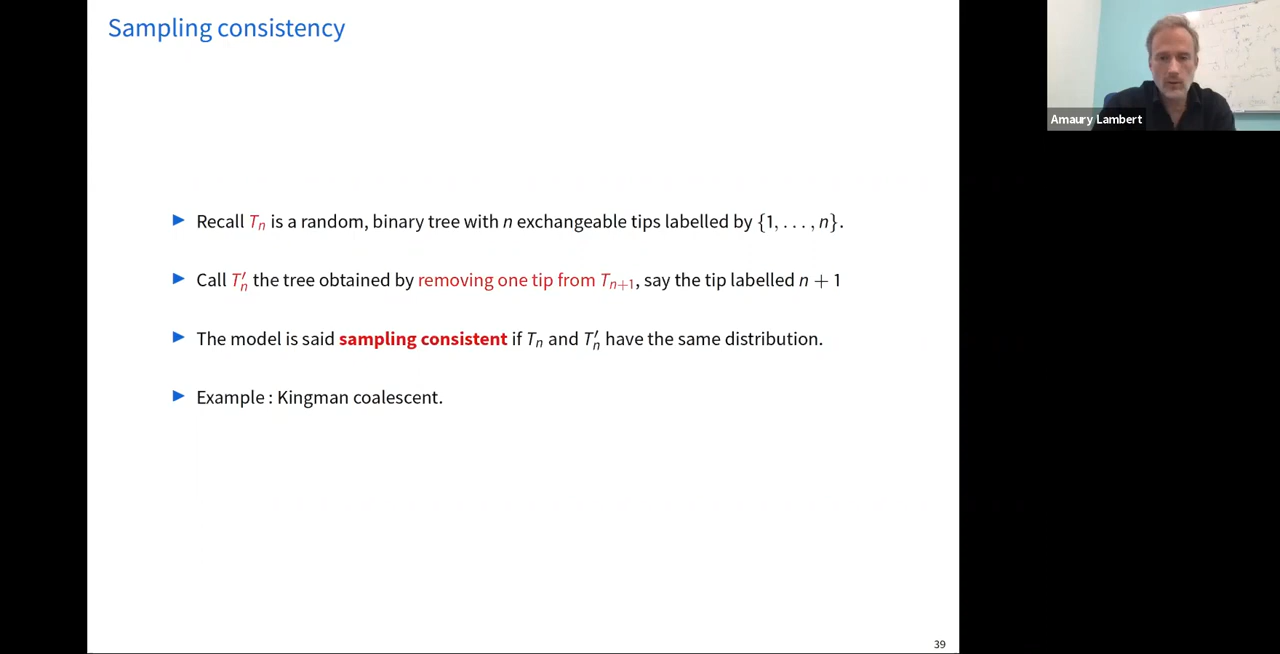 Sampling consistency
Amaury Lambert
▶ Recall Tₙ is a random, binary tree with n exchangeable tips labelled by {1, . . . , n}.
▶ Call T′ₙ the tree obtained by removing one tip from Tₙ₊₁, say the tip labelled n + 1
▶ The model is said sampling consistent if Tₙ and T′ₙ have the same distribution.
▶ Example : Kingman coalescent.
39